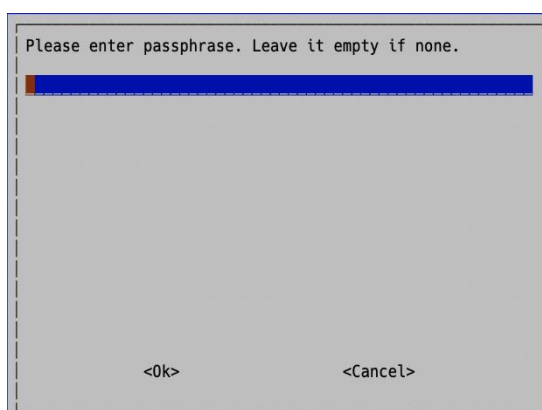 Please enter passphrase. Leave it empty if none.
<Ok> <Cancel>